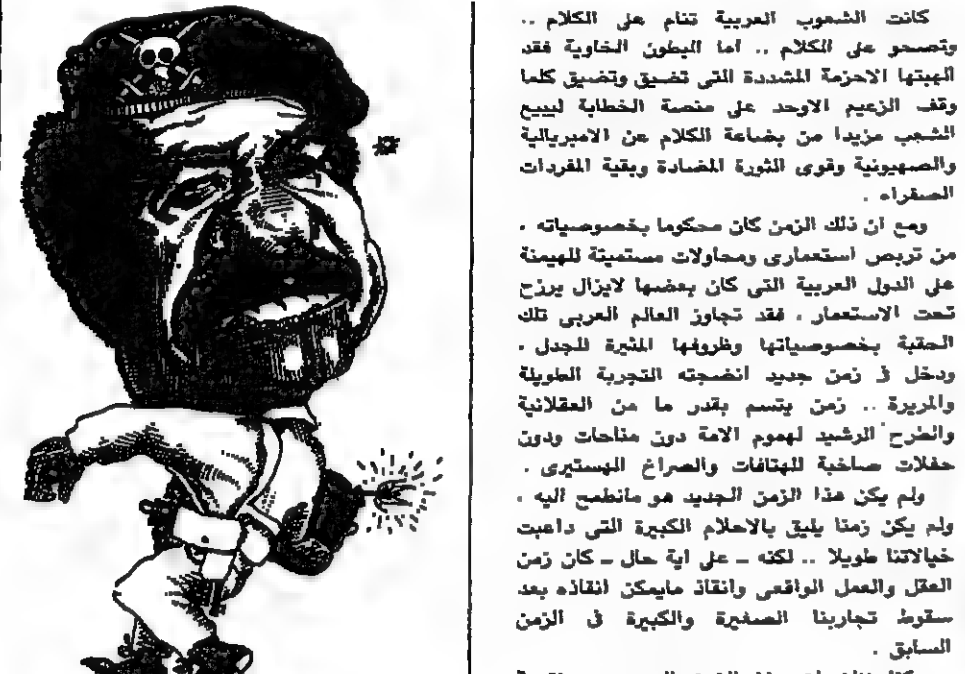 كانت الشعوب العربية تنام على الكلام ..
وتصحو على الكلام .. اما البطون الخاوية فقد
ألهبتها الاحزمة المشددة التى تضيق وتضيق كلما
وقف الزعيم الاوحد على منصة الخطابة ليبيع
الشعب مزيدا من بضاعة الكلام عن الامبريالية
والصهيونية وقوى الثورة المضادة وبقية المفردات
الصفراء .
ومع ان ذلك الزمن كان محكوما بخصوصياته ،
من تربص استعمارى ومحاولات مستميتة للهيمنة
على الدول العربية التى كان بعضها لايزال يرزح
تحت الاستعمار ، فقد تجاوز العالم العربى تلك
الحقبة بخصوصياتها وظروفها المثيرة للجدل ،
ودخل فى زمن جديد انضجته التجربة الطويلة
والمريرة .. زمن يتسم بقدر ما من العقلانية
والطرح الرشيد لهموم الامة دون مناحات ودون
حفلات صاخبة للهتافات والصراخ الهستيرى .
ولم يكن هذا الزمن الجديد هو مانطمح اليه ،
ولم يكن زمنا يليق بالاحلام الكبيرة التى داعبت
خيالاتنا طويلا .. لكنه ـ على اية حال ـ كان زمن
العقل والعمل الواقعى وانقاذ مايمكن انقاذه بعد
سقوط تجاربنا الصغيرة والكبيرة فى الزمن
السابق .